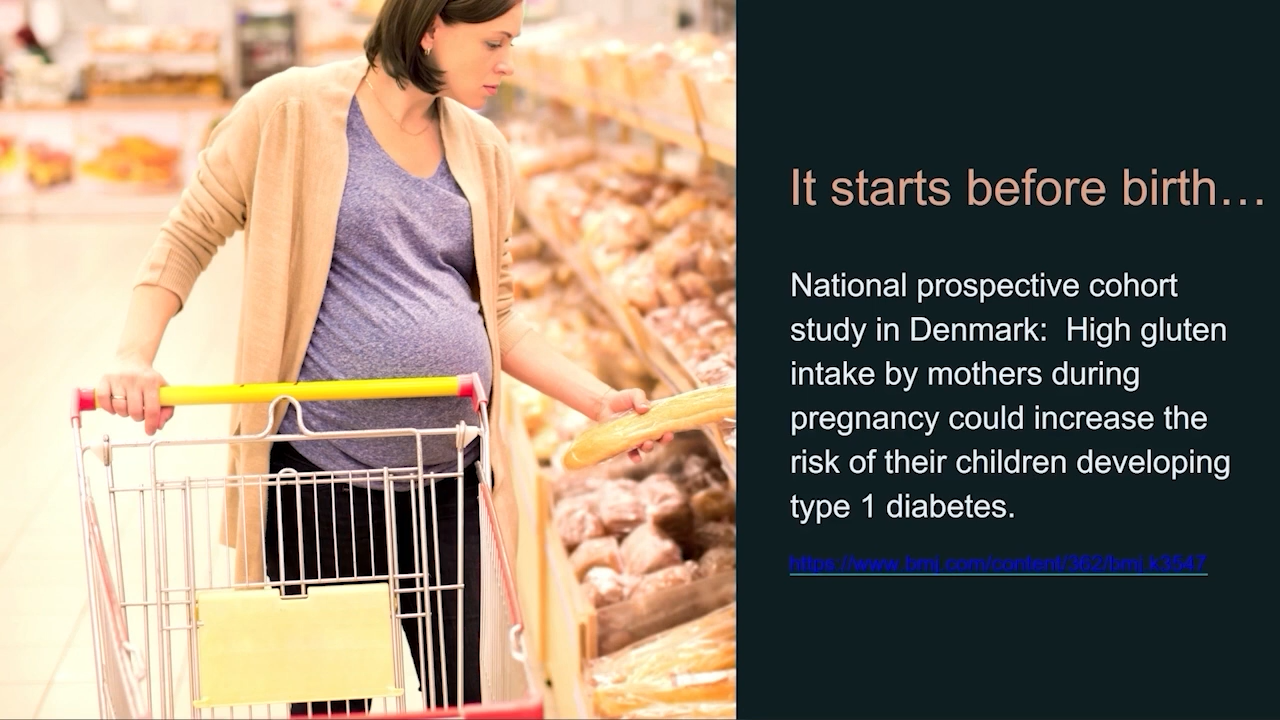 It starts before birth…
National prospective cohort
study in Denmark:  High gluten
intake by mothers during
pregnancy could increase the
risk of their children developing
type 1 diabetes.
https://www.bmj.com/content/362/bmj.k3547